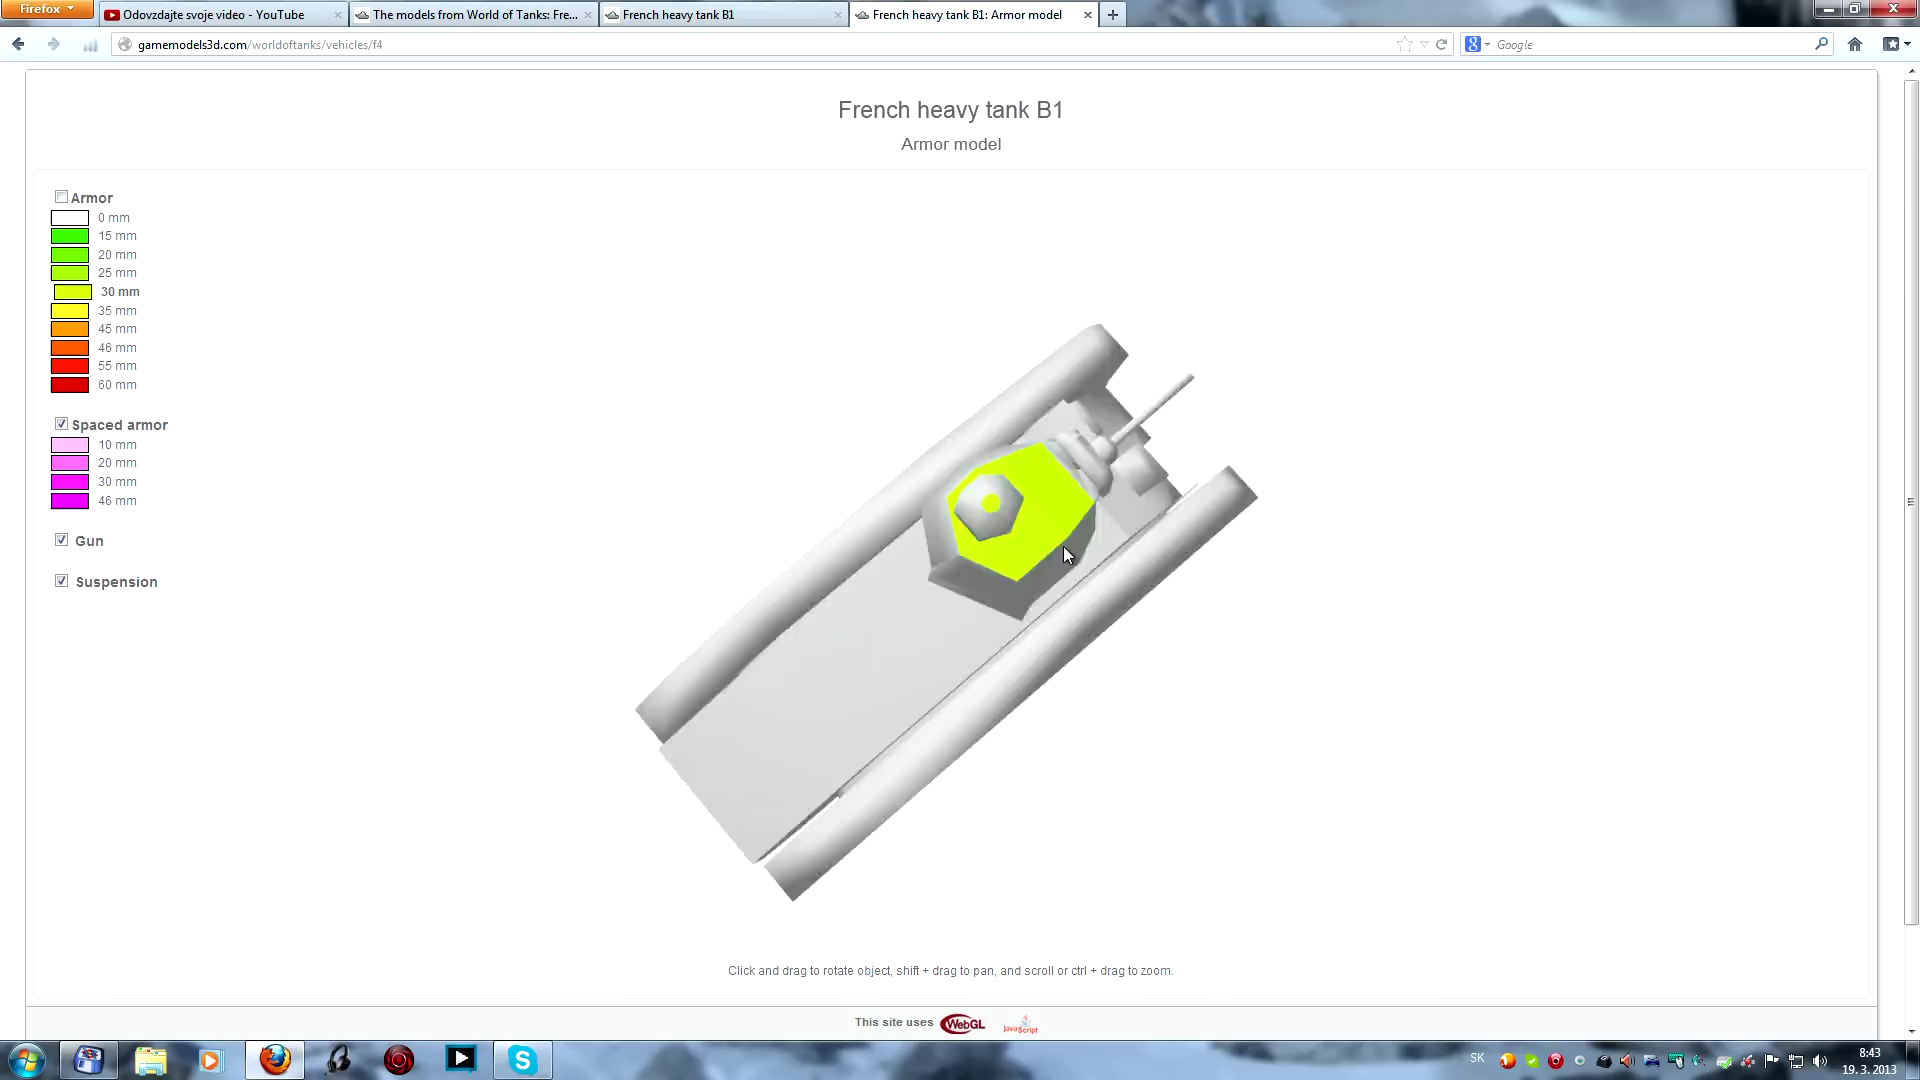 Firefox
Odovzdajte svoje video - YouTube
The models from World of Tanks: Fre...
French heavy tank B1
French heavy tank B1: Armor model
gamemodels3d.com/worldoftanks/vehicles/f4
Google
French heavy tank B1
Armor model
Armor
0 mm
15 mm
20 mm
25 mm
30 mm
35 mm
45 mm
46 mm
55 mm
60 mm
Spaced armor
10 mm
20 mm
30 mm
46 mm
Gun
Suspension
Click and drag to rotate object, shift + drag to pan, and scroll or ctrl + drag to zoom.
This site uses WebGL JavaScript
SK
8:43
19. 3. 2013